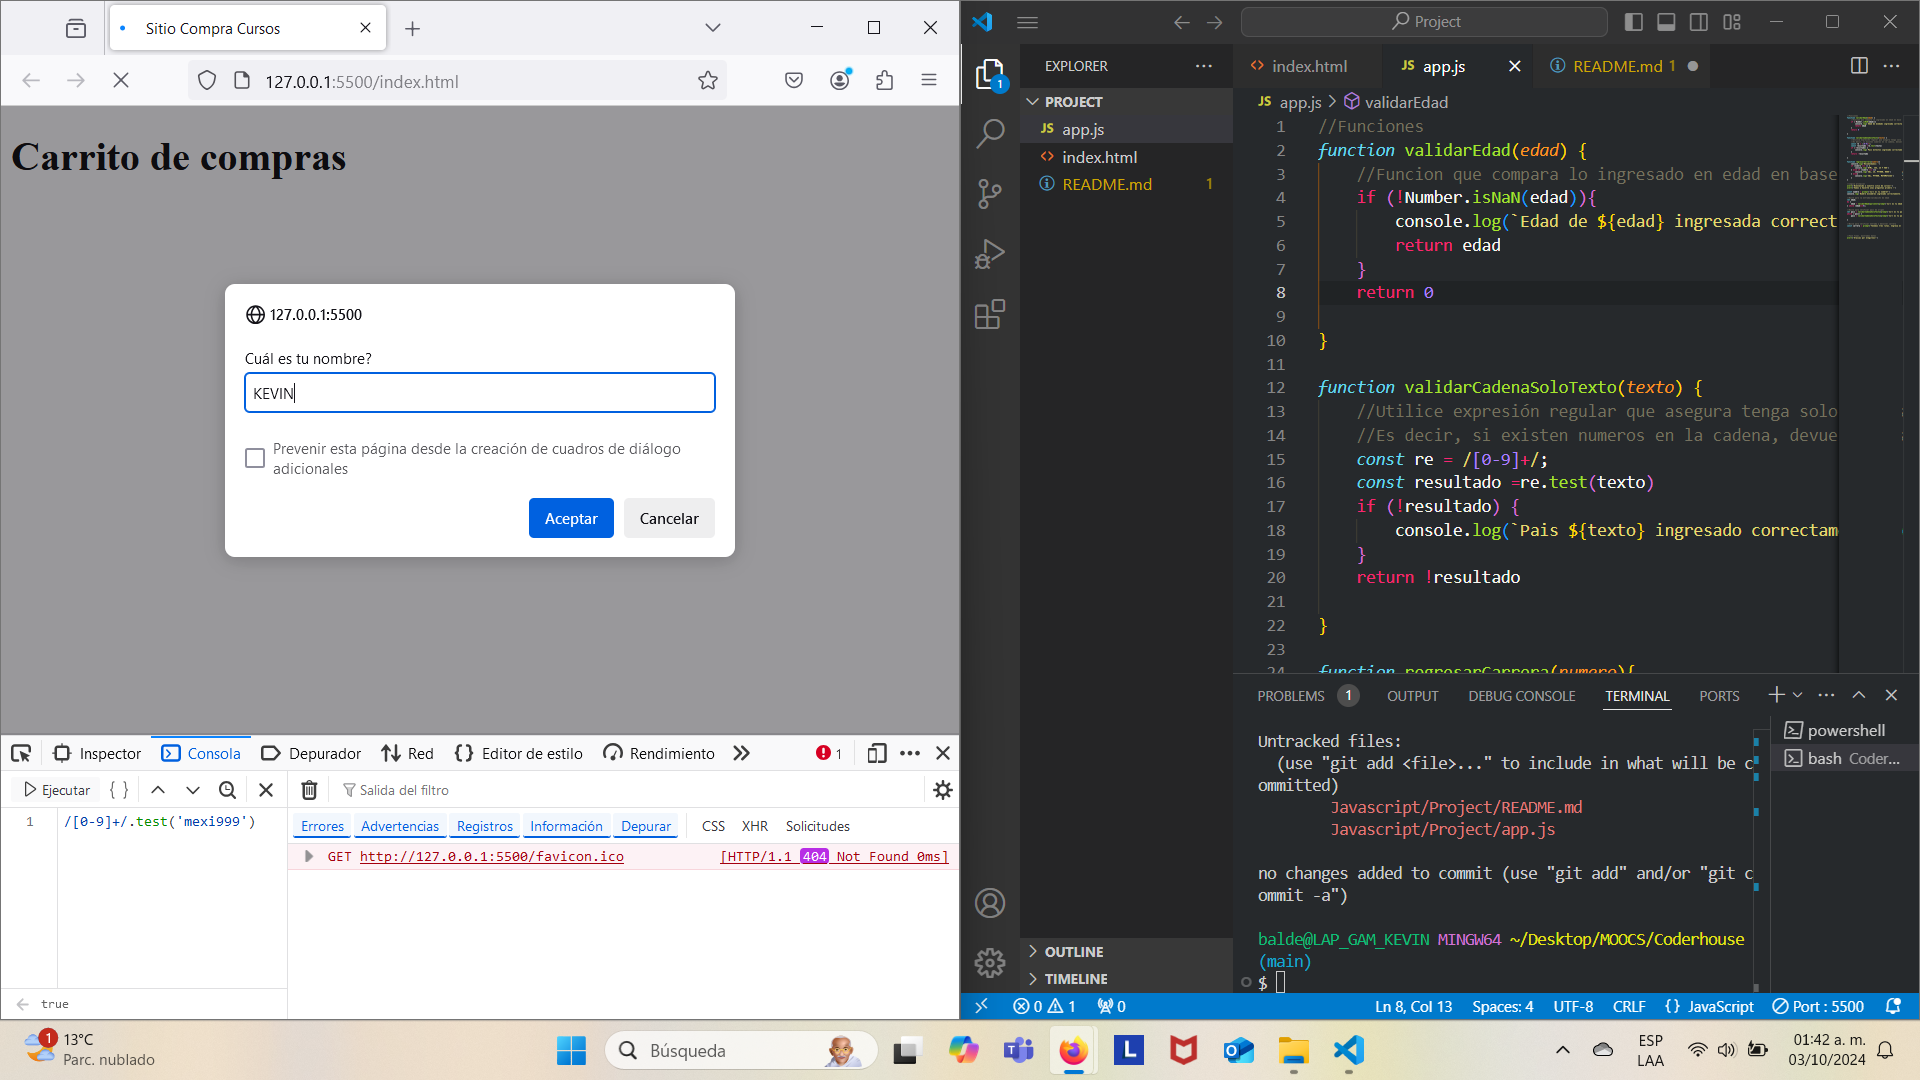 Sitio Compra Cursos
127.0.0.1:5500/index.html
Carrito de compras
127.0.0.1:5500
Cuál es tu nombre?
KEVIN
Prevenir esta página desde la creación de cuadros de diálogo
adicionales
Aceptar
Cancelar
Inspector
Consola
Depurador
Red
Editor de estilo
Rendimiento
1
Ejecutar
Salida del filtro
1 /[0-9]+/.test('mexi999')
true
Errores
Advertencias
Registros
Información
Depurar
CSS
XHR
Solicitudes
GET http://127.0.0.1:5500/favicon.ico [HTTP/1.1 404 Not Found 0ms]
Project
1
EXPLORER
PROJECT
JS app.js
index.html
README.md 1
OUTLINE
TIMELINE
index.html
JS app.js
README.md 1
JS app.js > validarEdad
1 //Funciones
2 function validarEdad(edad) {
3 //Funcion que compara lo ingresado en edad en base
4 if (!Number.isNaN(edad)){
5 console.log(`Edad de ${edad} ingresada correct
6 return edad
7 }
8 return 0
9
10 }
11
12 function validarCadenaSoloTexto(texto) {
13 //Utilice expresión regular que asegura tenga solo
14 //Es decir, si existen numeros en la cadena, devue
15 const re = /[0-9]+/;
16 const resultado =re.test(texto)
17 if (!resultado) {
18 console.log(`Pais ${texto} ingresado correctam
19 }
20 return !resultado
21
22 }
23
24 function regresarCarrera(numero){
PROBLEMS 1
OUTPUT
DEBUG CONSOLE
TERMINAL
PORTS
Untracked files:
(use "git add <file>..." to include in what will be c
ommitted)
Javascript/Project/README.md
Javascript/Project/app.js
no changes added to commit (use "git add" and/or "git c
ommit -a")
balde@LAP_GAM_KEVIN MINGW64 ~/Desktop/MOOCS/Coderhouse
(main)
$
powershell
bash Coder...
0 1
0
Ln 8, Col 13
Spaces: 4
UTF-8
CRLF
{} JavaScript
Port : 5500
1
13°C
Parc. nublado
Búsqueda
L
ESP
LAA
01:42 a. m.
03/10/2024